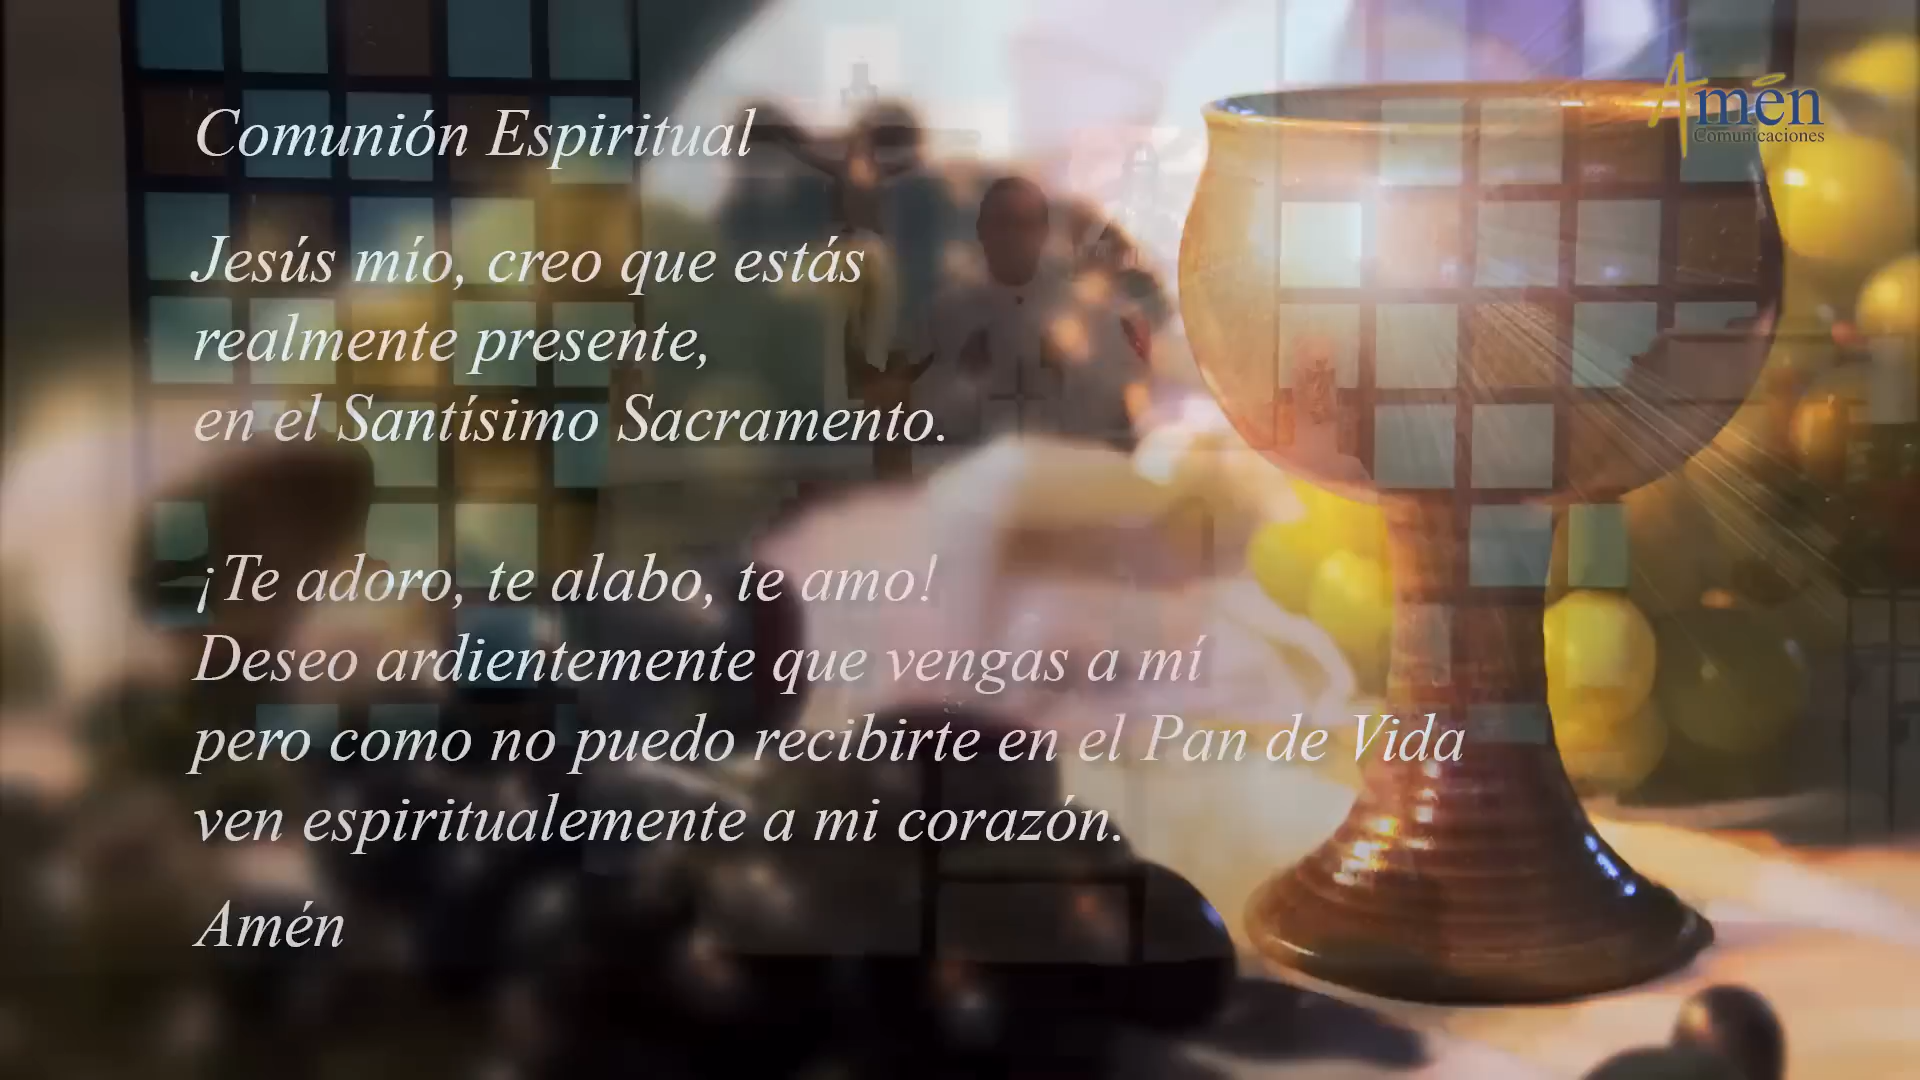 Amén
Comunicaciones
Comunión Espiritual
Jesús mío, creo que estás
realmente presente,
en el Santísimo Sacramento.
¡Te adoro, te alabo, te amo!
Deseo ardientemente que vengas a mí
pero como no puedo recibirte en el Pan de Vida
ven espiritualemente a mi corazón.
Amén